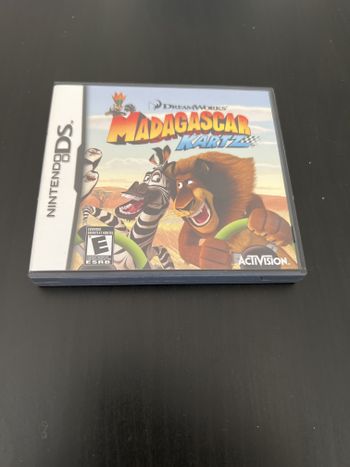 NINTENDO DS.
DREAMWORKS
MADAGASCAR
KARTZ
E
ESRB
ACTIVISION.